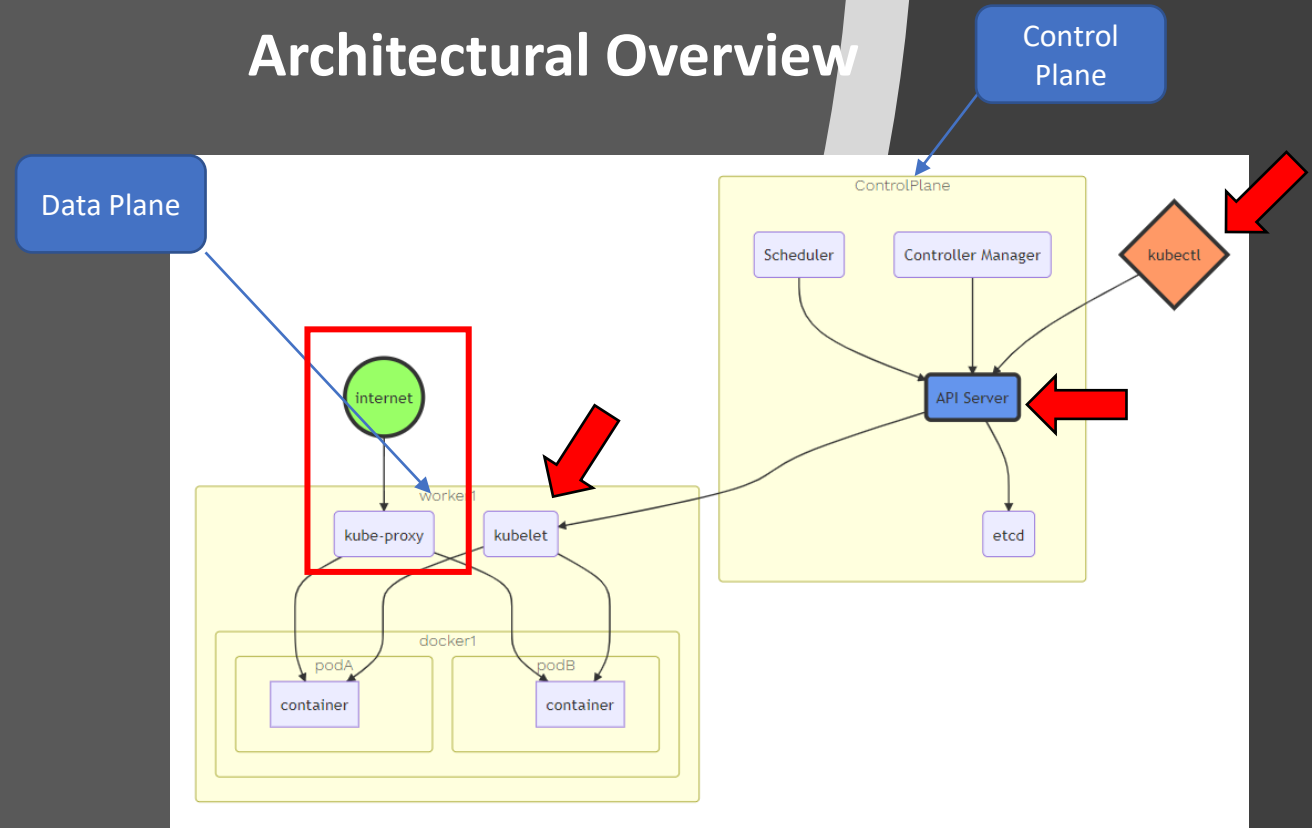 Architectural Overview
Control
Plane
Data Plane
ControlPlane
Scheduler
Controller Manager
kubectl
internet
API Server
worker1
kube-proxy
kubelet
etcd
docker1
podA
podB
container
container